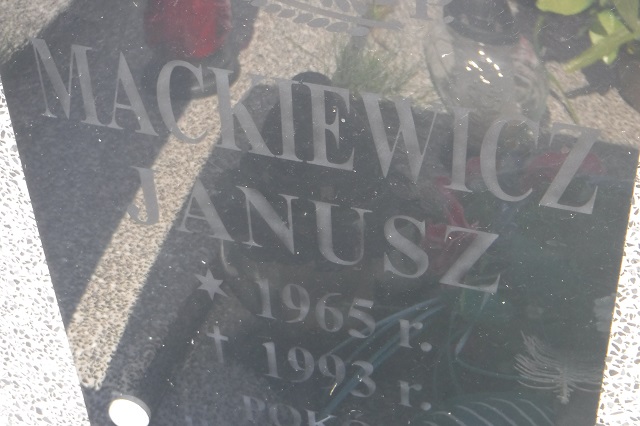 MACKIEWICZ
JANUSZ
* 1965 r.
† 1993 r.